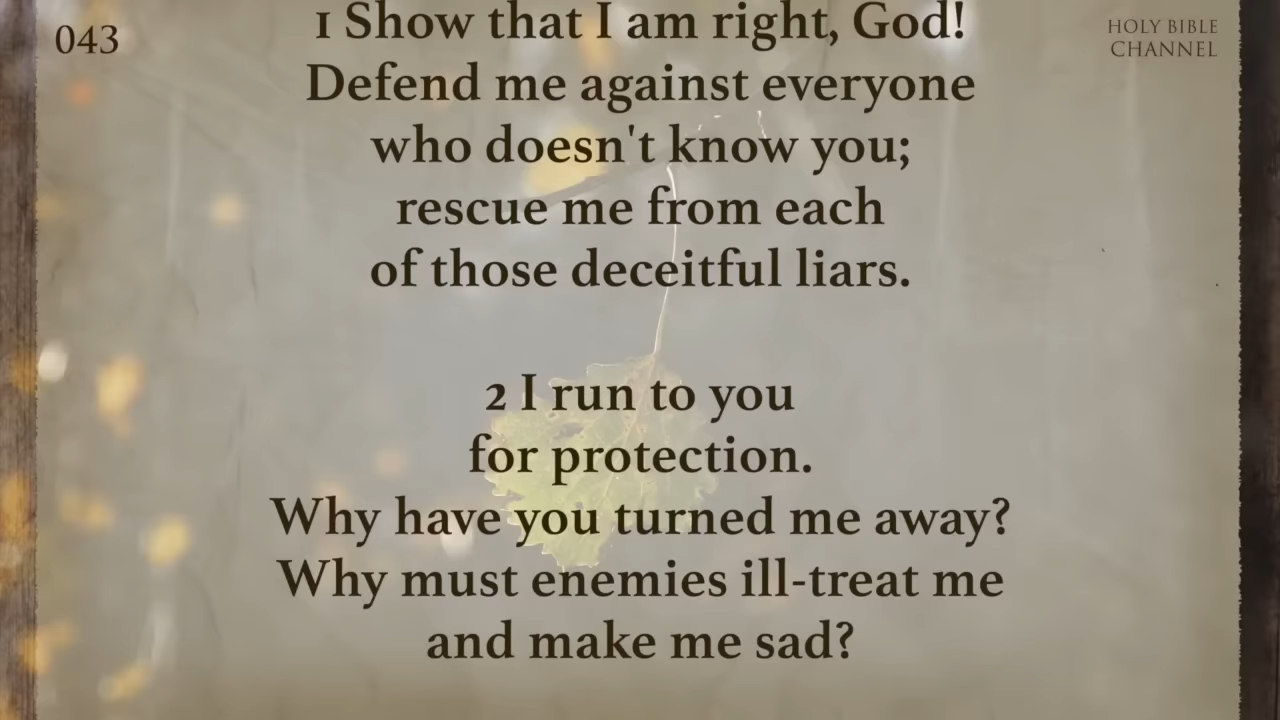 043
HOLY BIBLE
CHANNEL
1 Show that I am right, God!
Defend me against everyone
who doesn't know you;
rescue me from each
of those deceitful liars.
2 I run to you
for protection.
Why have you turned me away?
Why must enemies ill-treat me
and make me sad?